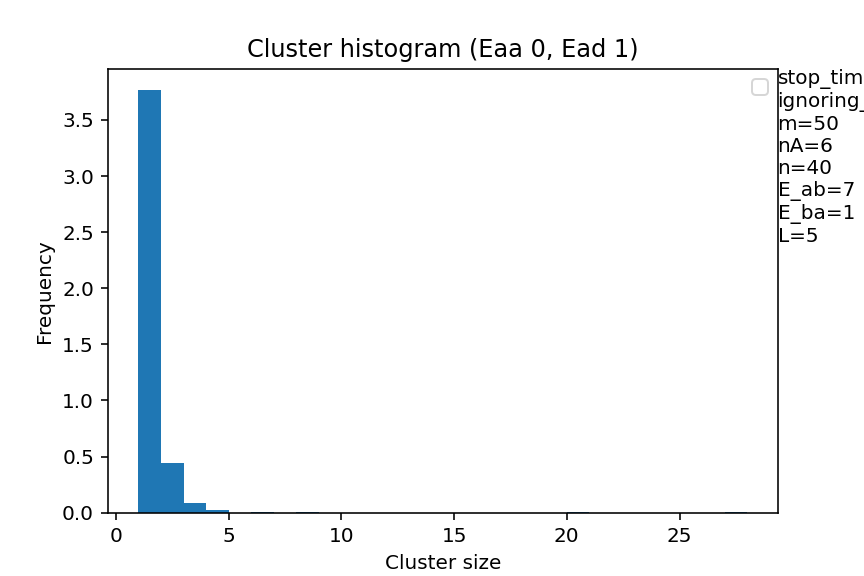 Cluster histogram (Eaa 0, Ead 1)
stop_tim
ignoring_
m=50
nA=6
n=40
E_ab=7
E_ba=1
L=5
3.5
3.0
2.5
2.0
1.5
1.0
0.5
0.0
Frequency
0 5 10 15 20 25
Cluster size